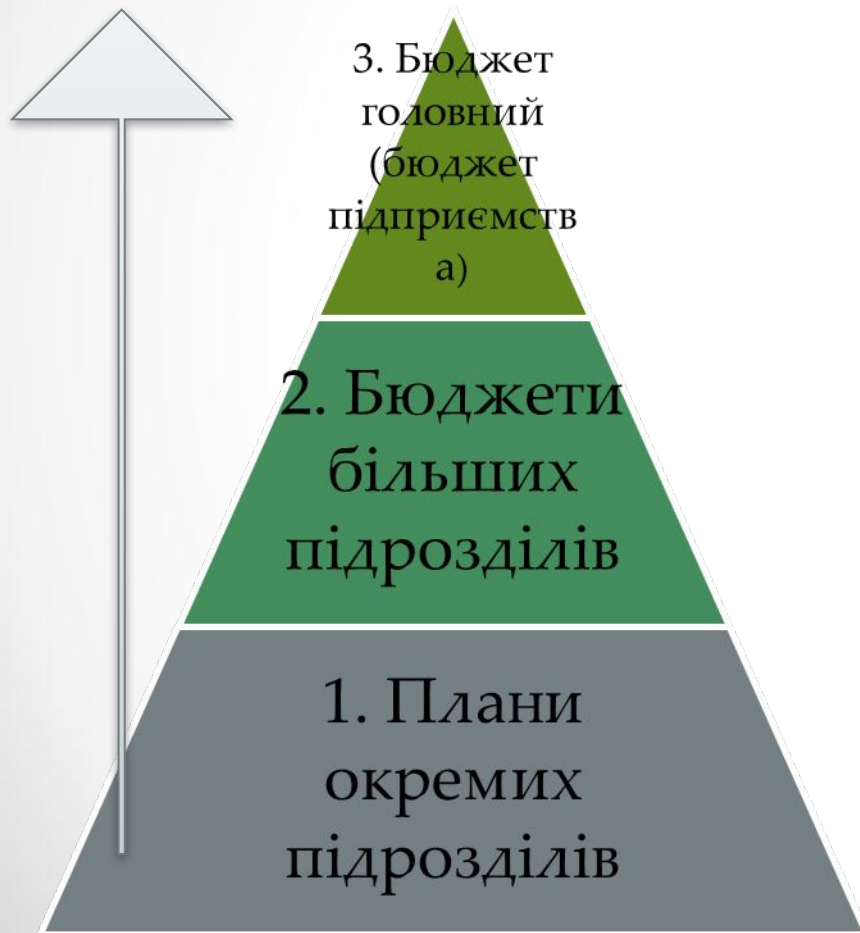 3. Бюджет
головний
(бюджет
підприємств
а)
2. Бюджети
більших
підрозділів
1. Плани
окремих
підрозділів